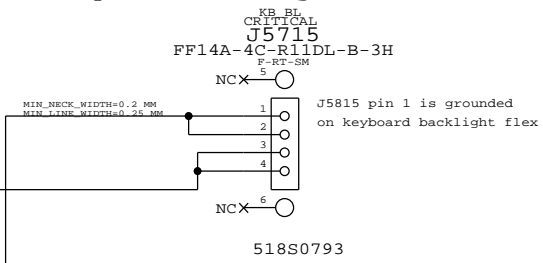 KB_BL
CRITICAL
J5715
FF14A-4C-R11DL-B-3H
F-RT-SM
NC 5
MIN_NECK_WIDTH=0.2 MM
MIN_LINE_WIDTH=0.25 MM
1
2
3
4
J5815 pin 1 is grounded
on keyboard backlight flex
NC 6
518S0793